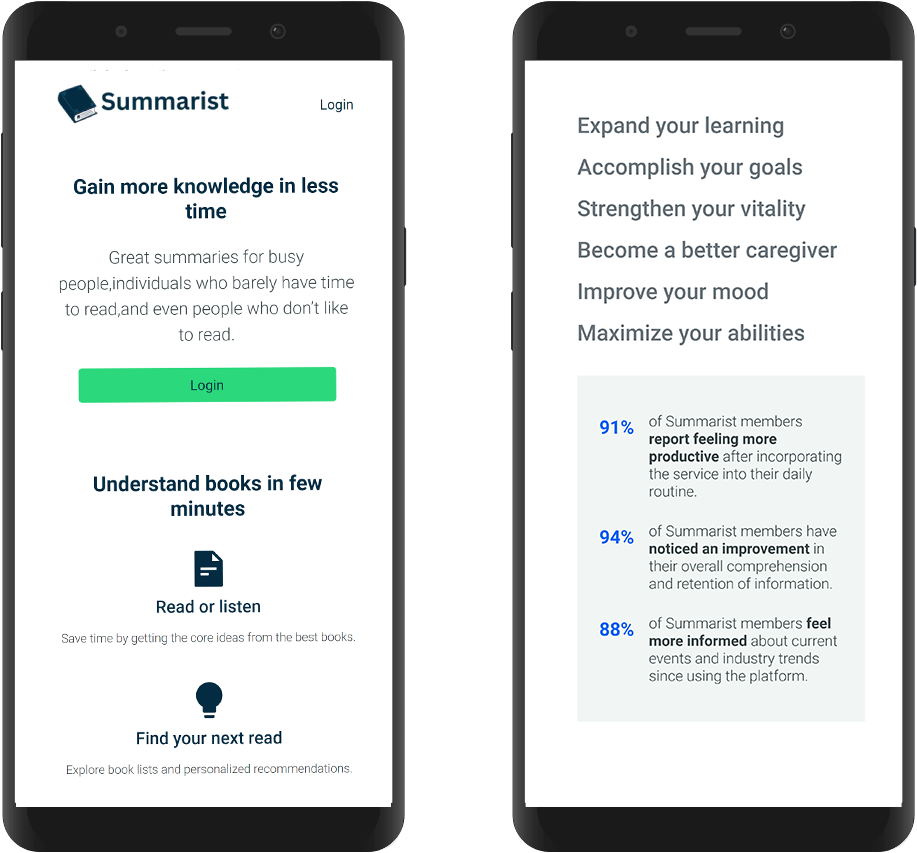 Summarist
Login
Gain more knowledge in less
time
Great summaries for busy
people,individuals who barely have time
to read,and even people who don't like
to read.
Login
Understand books in few
minutes
Read or listen
Save time by getting the core ideas from the best books.
Find your next read
Explore book lists and personalized recommendations.
Expand your learning
Accomplish your goals
Strengthen your vitality
Become a better caregiver
Improve your mood
Maximize your abilities
91% of Summarist members
report feeling more
productive after incorporating
the service into their daily
routine.
94% of Summarist members have
noticed an improvement in
their overall comprehension
and retention of information.
88% of Summarist members feel
more informed about current
events and industry trends
since using the platform.